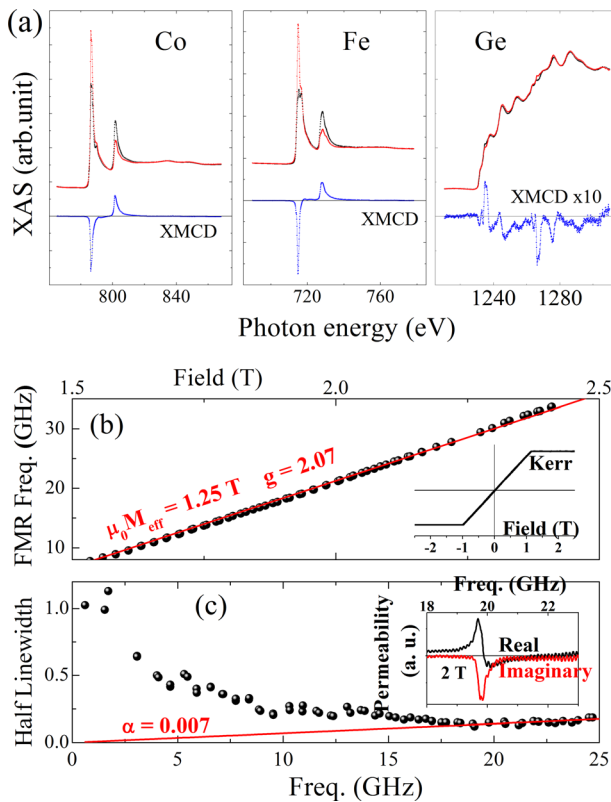 (a)
Co
Fe
Ge
XAS (arb.unit)
XMCD
XMCD
XMCD x10
800 840
720 760
1240 1280
Photon energy (eV)
Field (T)
1.5 2.0 2.5
(b)
FMR Freq. (GHz)
30
20
10
μ₀M_eff = 1.25 T g = 2.07
Kerr
Field (T)
-2 -1 0 1 2
(c)
Half Linewidth
1.0
0.5
0.0
α = 0.007
Freq. (GHz)
18 20 22
Permeability
(a. u.)
Real
2 T
Imaginary
0 5 10 15 20 25
Freq. (GHz)